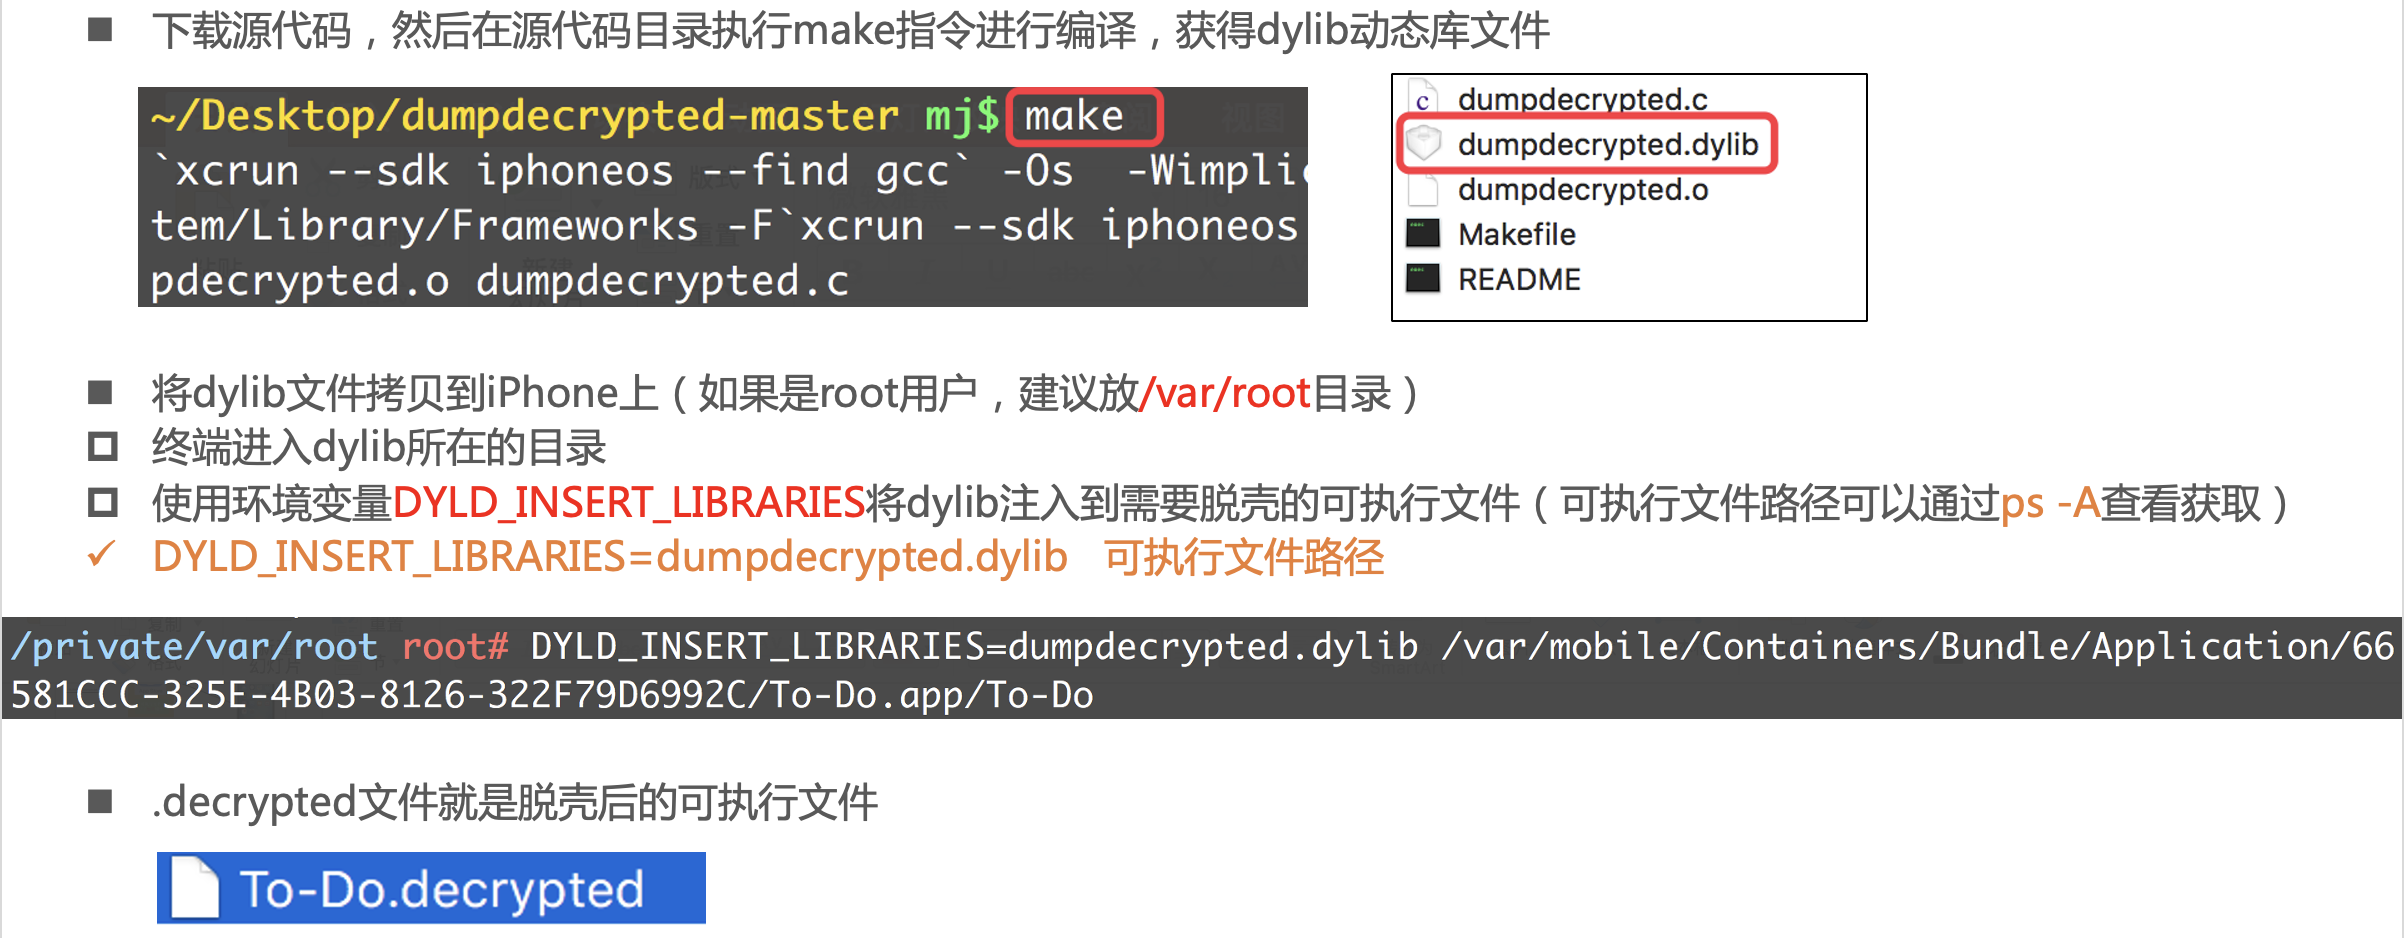 下载源代码，然后在源代码目录执行make指令进行编译，获得dylib动态库文件
~/Desktop/dumpdecrypted-master mj$ make
`xcrun --sdk iphoneos --find gcc` -Os  -Wimplic
tem/Library/Frameworks -F`xcrun --sdk iphoneos
pdecrypted.o dumpdecrypted.c
dumpdecrypted.c
dumpdecrypted.dylib
dumpdecrypted.o
Makefile
README
将dylib文件拷贝到iPhone上（如果是root用户，建议放/var/root目录）
终端进入dylib所在的目录
使用环境变量DYLD_INSERT_LIBRARIES将dylib注入到需要脱壳的可执行文件（可执行文件路径可以通过ps -A查看获取）
DYLD_INSERT_LIBRARIES=dumpdecrypted.dylib 可执行文件路径
/private/var/root root# DYLD_INSERT_LIBRARIES=dumpdecrypted.dylib /var/mobile/Containers/Bundle/Application/66
581CCC-325E-4B03-8126-322F79D6992C/To-Do.app/To-Do
.decrypted文件就是脱壳后的可执行文件
To-Do.decrypted